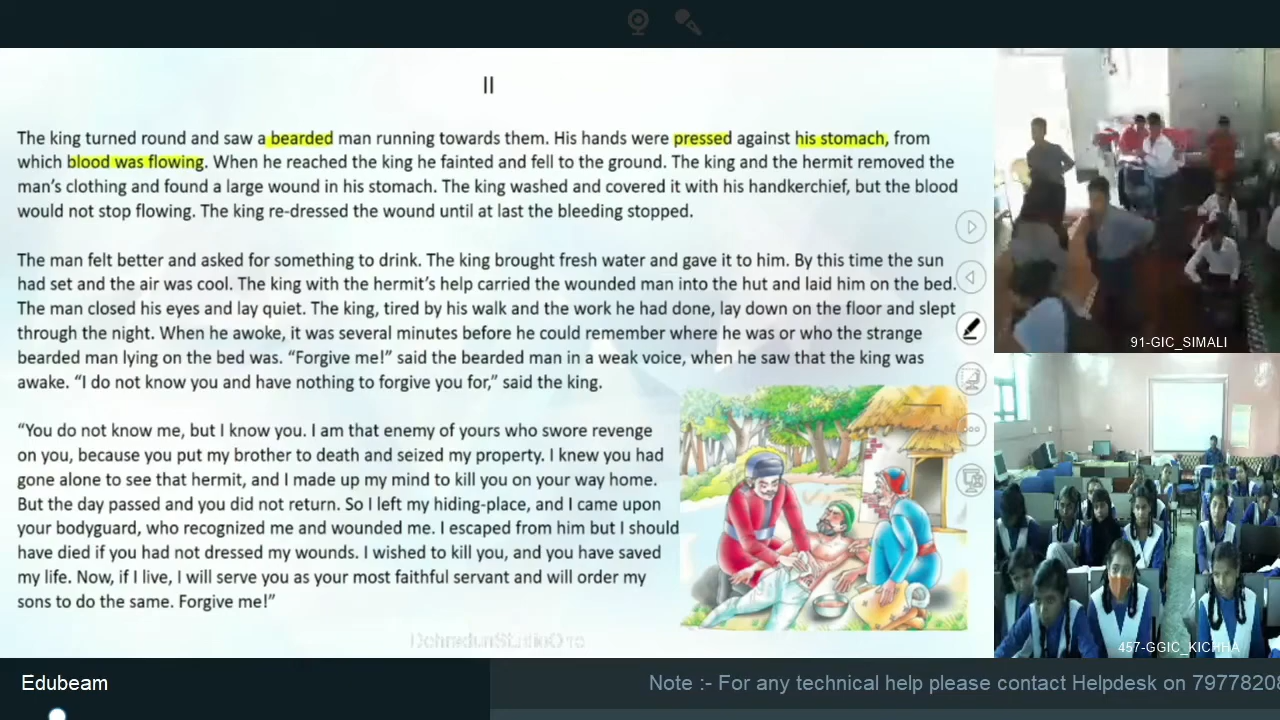 II
The king turned round and saw a bearded man running towards them. His hands were pressed against his stomach, from
which blood was flowing. When he reached the king he fainted and fell to the ground. The king and the hermit removed the
man’s clothing and found a large wound in his stomach. The king washed and covered it with his handkerchief, but the blood
would not stop flowing. The king re-dressed the wound until at last the bleeding stopped.
The man felt better and asked for something to drink. The king brought fresh water and gave it to him. By this time the sun
had set and the air was cool. The king with the hermit’s help carried the wounded man into the hut and laid him on the bed.
The man closed his eyes and lay quiet. The king, tired by his walk and the work he had done, lay down on the floor and slept
through the night. When he awoke, it was several minutes before he could remember where he was or who the strange
bearded man lying on the bed was. “Forgive me!” said the bearded man in a weak voice, when he saw that the king was
awake. “I do not know you and have nothing to forgive you for,” said the king.
“You do not know me, but I know you. I am that enemy of yours who swore revenge
on you, because you put my brother to death and seized my property. I knew you had
gone alone to see that hermit, and I made up my mind to kill you on your way home.
But the day passed and you did not return. So I left my hiding-place, and I came upon
your bodyguard, who recognized me and wounded me. I escaped from him but I should
have died if you had not dressed my wounds. I wished to kill you, and you have saved
my life. Now, if I live, I will serve you as your most faithful servant and will order my
sons to do the same. Forgive me!”
DehradunStudioOne
91-GIC_SIMALI
457-GGIC_KICHHA
Edubeam
Note :- For any technical help please contact Helpdesk on 79778208